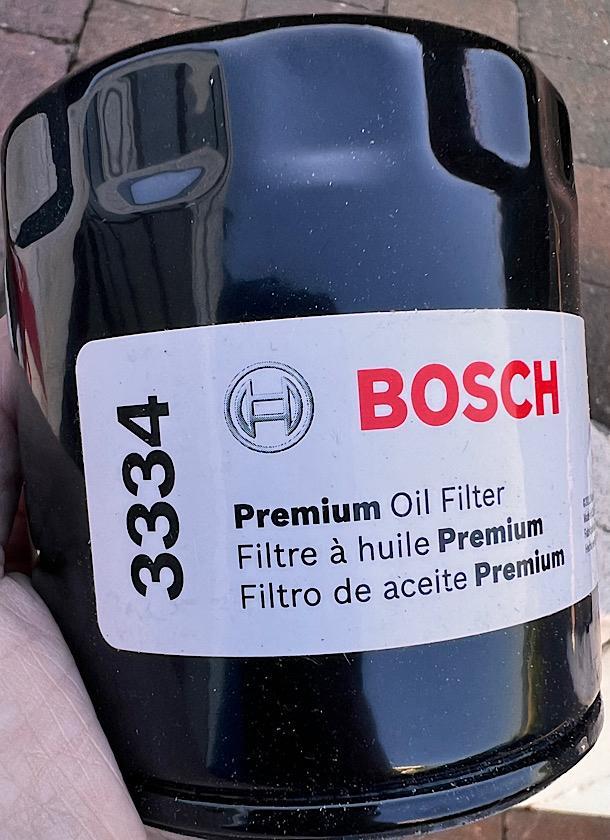 3334
BOSCH
Premium Oil Filter
Filtre à huile Premium
Filtro de aceite Premium